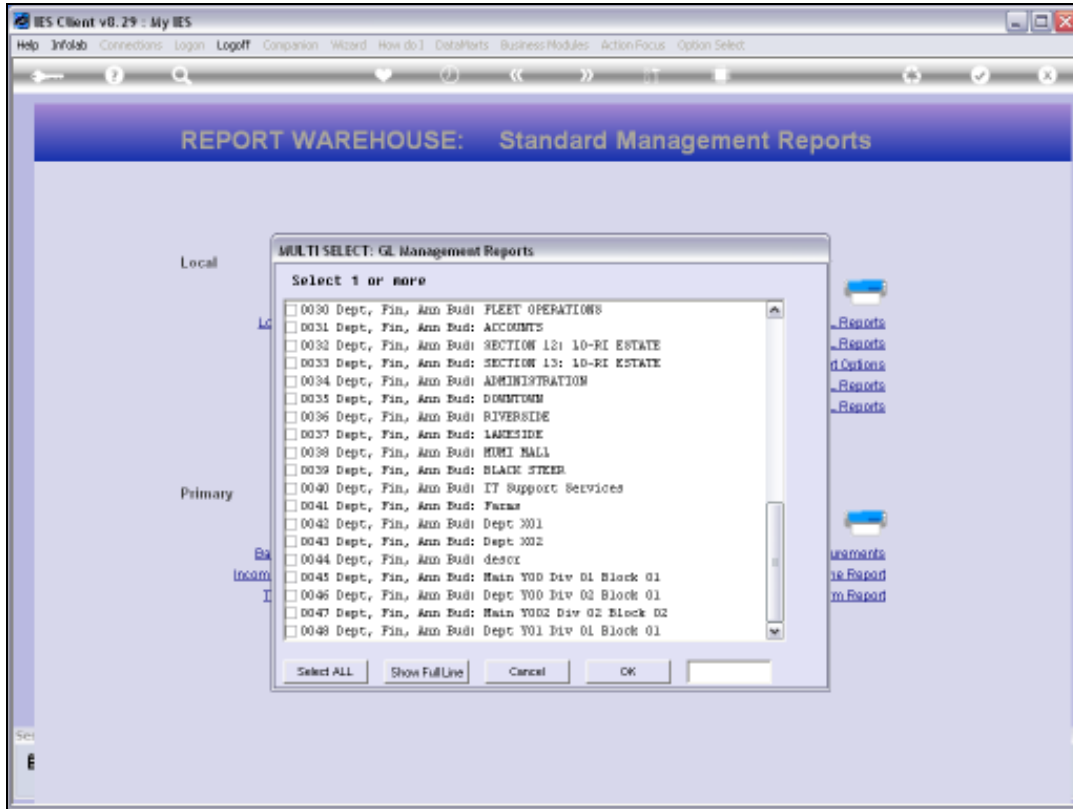 IES Client v8.29 : My IES
Help Infolab Connections Logon Logoff Companion Wizard How do I DataMarts Business Modules Action Focus Option Select
REPORT WAREHOUSE: Standard Management Reports
Local
MULTI SELECT: GL Management Reports
Select 1 or more
0030 Dept, Fin, Ann Bud: FLEET OPERATIONS
0031 Dept, Fin, Ann Bud: ACCOUNTS
0032 Dept, Fin, Ann Bud: SECTION 12: 10-RI ESTATE
0033 Dept, Fin, Ann Bud: SECTION 13: 10-RI ESTATE
0034 Dept, Fin, Ann Bud: ADMINISTRATION
0035 Dept, Fin, Ann Bud: DOWNTOWN
0036 Dept, Fin, Ann Bud: RIVERSIDE
0037 Dept, Fin, Ann Bud: LAKESIDE
0038 Dept, Fin, Ann Bud: MUMI MALL
0039 Dept, Fin, Ann Bud: BLACK STEER
0040 Dept, Fin, Ann Bud: IT Support Services
0041 Dept, Fin, Ann Bud: Farms
0042 Dept, Fin, Ann Bud: Dept X01
0043 Dept, Fin, Ann Bud: Dept X02
0044 Dept, Fin, Ann Bud: descr
0045 Dept, Fin, Ann Bud: Main Y00 Div 01 Block 01
0046 Dept, Fin, Ann Bud: Dept Y00 Div 02 Block 01
0047 Dept, Fin, Ann Bud: Main Y002 Div 02 Block 02
0048 Dept, Fin, Ann Bud: Dept Y01 Div 01 Block 01
Select ALL Show Full Line Cancel OK
Reports
Reports
d Options
Reports
Reports
Primary
Ba
Incom
T
urements
ne Report
m Report